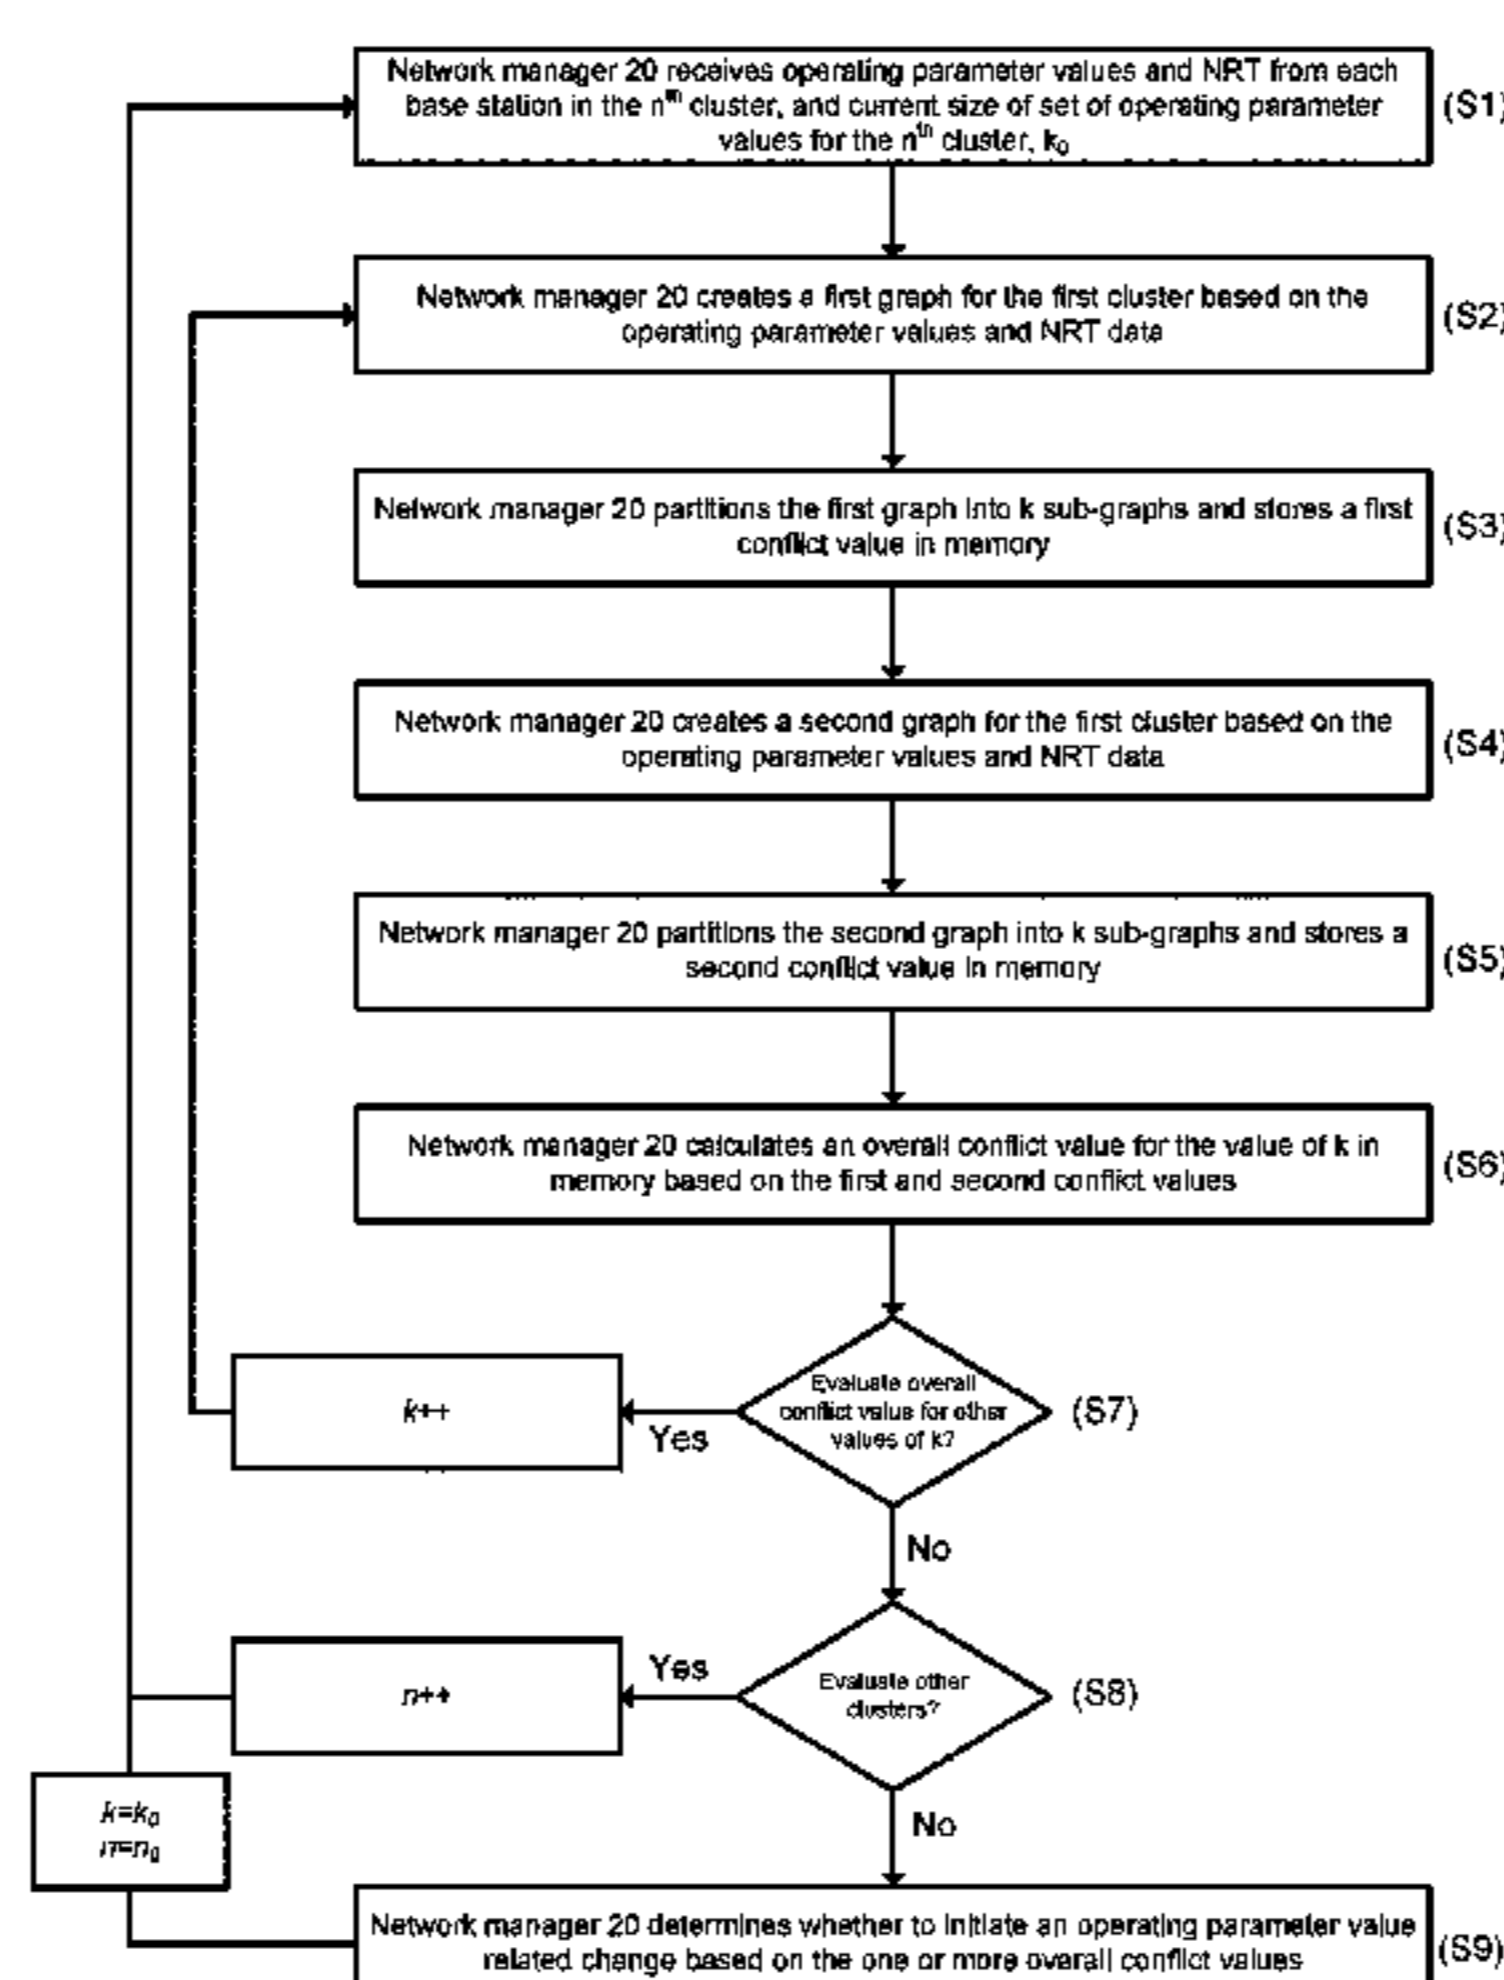 Network manager 20 receives operating parameter values and NRT from each
base station in the nth cluster, and current size of set of operating parameter
values for the nth cluster, k0
(S1)
Network manager 20 creates a first graph for the first cluster based on the
operating parameter values and NRT data
(S2)
Network manager 20 partitions the first graph into k sub-graphs and stores a first
conflict value in memory
(S3)
Network manager 20 creates a second graph for the first cluster based on the
operating parameter values and NRT data
(S4)
Network manager 20 partitions the second graph into k sub-graphs and stores a
second conflict value in memory
(S5)
Network manager 20 calculates an overall conflict value for the value of k in
memory based on the first and second conflict values
(S6)
Evaluate overall
conflict value for other
values of k?
(S7)
Yes
k++
No
Evaluate other
clusters?
(S8)
Yes
n++
No
k=k0
n=n0
Network manager 20 determines whether to initiate an operating parameter value
related change based on the one or more overall conflict values
(S9)